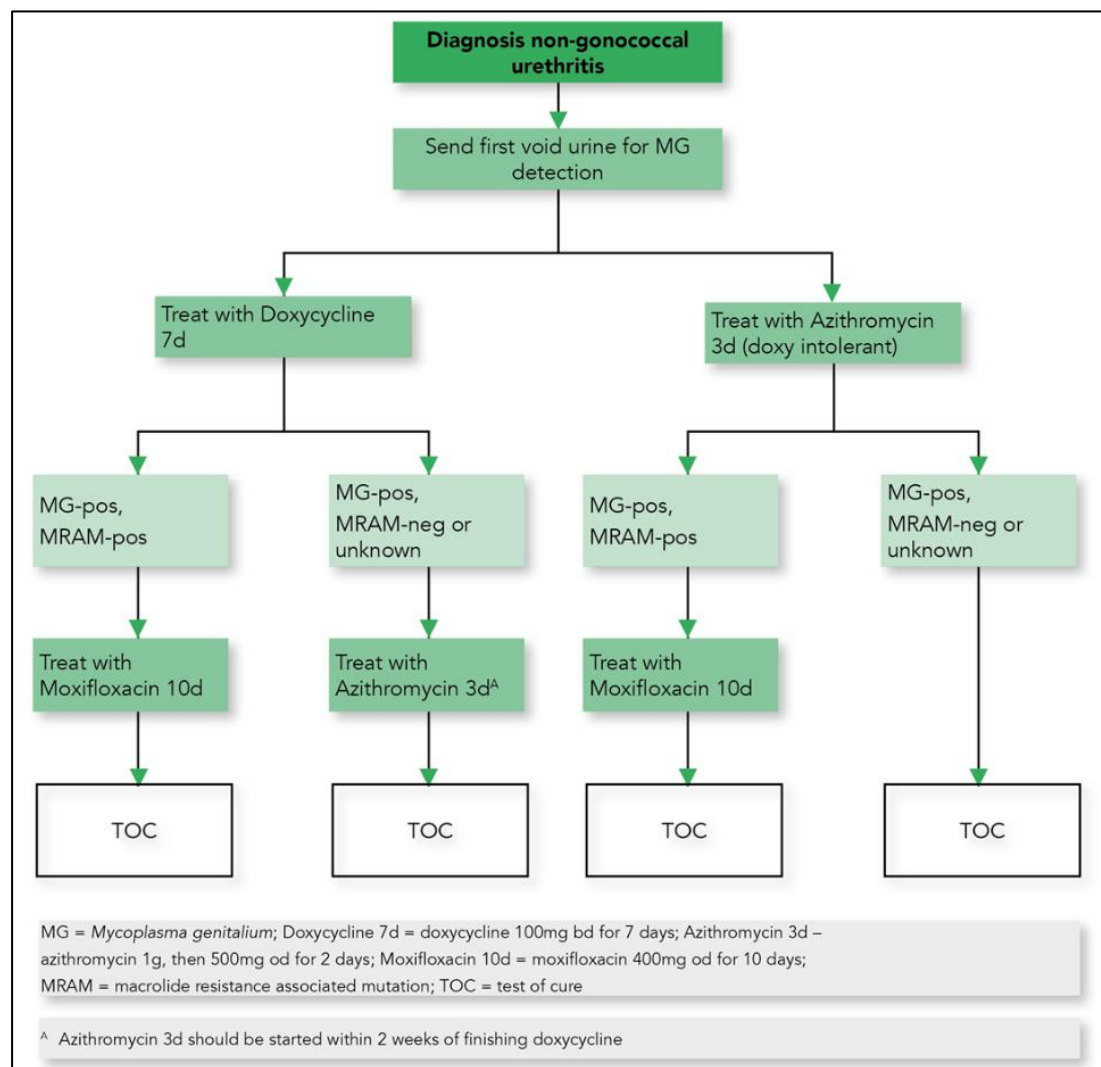 Diagnosis non-gonococcal
urethritis
Send first void urine for MG
detection
Treat with Doxycycline
7d
Treat with Azithromycin
3d (doxy intolerant)
MG-pos,
MRAM-pos
MG-pos,
MRAM-neg or
unknown
MG-pos,
MRAM-pos
MG-pos,
MRAM-neg or
unknown
Treat with
Moxifloxacin 10d
Treat with
Azithromycin 3dᴬ
Treat with
Moxifloxacin 10d
TOC
TOC
TOC
TOC
MG = Mycoplasma genitalium; Doxycycline 7d = doxycycline 100mg bd for 7 days; Azithromycin 3d –
azithromycin 1g, then 500mg od for 2 days; Moxifloxacin 10d = moxifloxacin 400mg od for 10 days;
MRAM = macrolide resistance associated mutation; TOC = test of cure
ᴬ Azithromycin 3d should be started within 2 weeks of finishing doxycycline